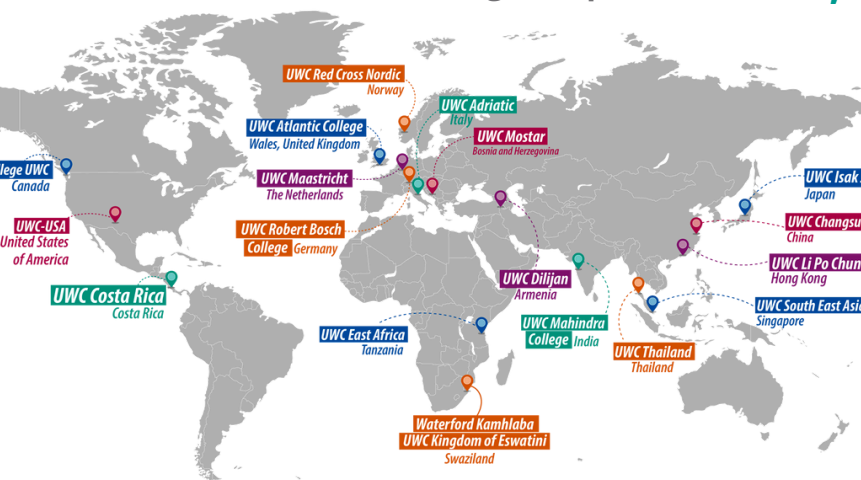 UWC Red Cross Nordic
Norway
UWC Adriatic
Italy
UWC Atlantic College
Wales, United Kingdom
UWC Mostar
Bosnia and Herzegovina
lege UWC
Canada
UWC Maastricht
The Netherlands
UWC Isak
Japan
UWC-USA
United States
of America
UWC Robert Bosch
College Germany
UWC Changsu
China
UWC Li Po Chun
Hong Kong
UWC Dilijan
Armenia
UWC Costa Rica
Costa Rica
UWC South East Asi
Singapore
UWC East Africa
Tanzania
UWC Mahindra
College India
UWC Thailand
Thailand
Waterford Kamhlaba
UWC Kingdom of Eswatini
Swaziland